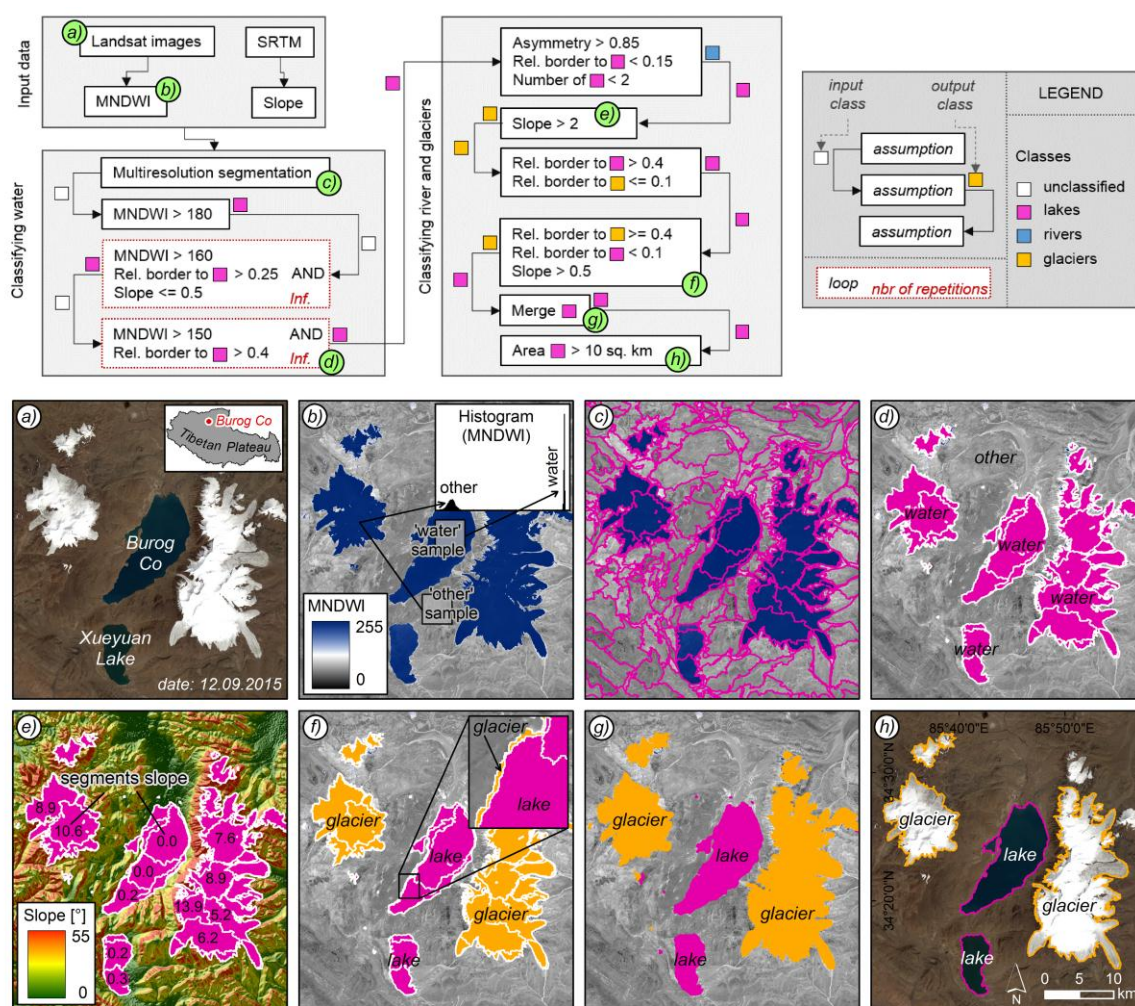 Input data
a)
Landsat images
SRTM
b)
MNDWI
Slope
Classifying water
Multiresolution segmentation
c)
MNDWI > 180
MNDWI > 160
Rel. border to > 0.25 AND
Slope <= 0.5
Inf.
MNDWI > 150 AND
Rel. border to > 0.4
Inf.
d)
Classifying river and glaciers
Asymmetry > 0.85
Rel. border to < 0.15
Number of < 2
e)
Slope > 2
Rel. border to > 0.4
Rel. border to <= 0.1
Rel. border to >= 0.4
Rel. border to < 0.1
Slope > 0.5
f)
Merge
g)
Area > 10 sq. km
h)
input
class
output
class
assumption
assumption
assumption
loop nbr of repetitions
LEGEND
Classes
unclassified
lakes
rivers
glaciers
a)
Burog Co
Tibetan Plateau
Burog
Co
Xueyuan
Lake
date: 12.09.2015
b)
Histogram
(MNDWI)
other
water
'water'
sample
'other'
sample
MNDWI
255
0
c)
d)
other
water
water
water
water
e)
segments slope
8.9
10.6
0.0
7.6
0.0
8.9
0.2
13.9
5.2
6.2
0.2
0.3
Slope [°]
55
0
f)
glacier
lake
glacier
lake
glacier
lake
g)
glacier
lake
glacier
lake
h)
85°40'0"E
85°50'0"E
34°30'0"N
34°20'0"N
glacier
lake
glacier
lake
N
0 5 10
km